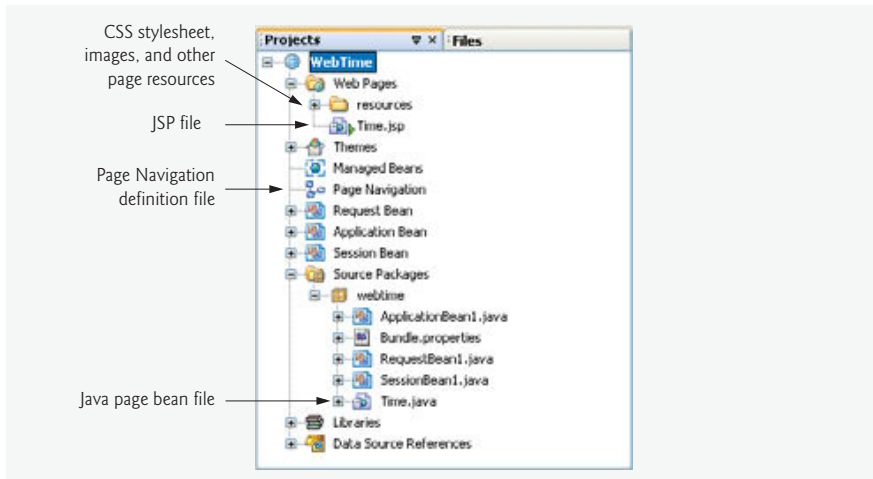 CSS stylesheet,
images, and other
page resources
JSP file
Page Navigation
definition file
Java page bean file
Projects
Files
WebTime
Web Pages
resources
Time.jsp
Themes
Managed Beans
Page Navigation
Request Bean
Application Bean
Session Bean
Source Packages
webtime
ApplicationBean1.java
Bundle.properties
RequestBean1.java
SessionBean1.java
Time.java
Libraries
Data Source References